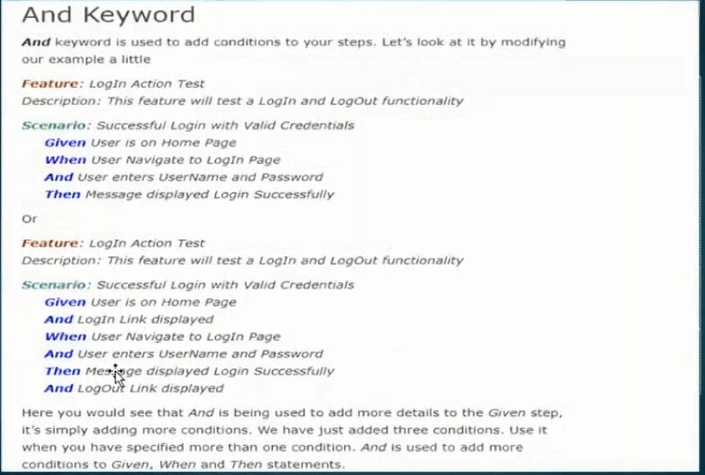 And Keyword
And keyword is used to add conditions to your steps. Let's look at it by modifying
our example a little
Feature: LogIn Action Test
Description: This feature will test a LogIn and LogOut functionality
Scenario: Successful Login with Valid Credentials
Given User is on Home Page
When User Navigate to LogIn Page
And User enters UserName and Password
Then Message displayed Login Successfully
Or
Feature: LogIn Action Test
Description: This feature will test a LogIn and LogOut functionality
Scenario: Successful Login with Valid Credentials
Given User is on Home Page
And LogIn Link displayed
When User Navigate to LogIn Page
And User enters UserName and Password
Then Message displayed Login Successfully
And LogOut Link displayed
Here you would see that And is being used to add more details to the Given step,
it's simply adding more conditions. We have just added three conditions. Use it
when you have specified more than one condition. And is used to add more
conditions to Given, When and Then statements.